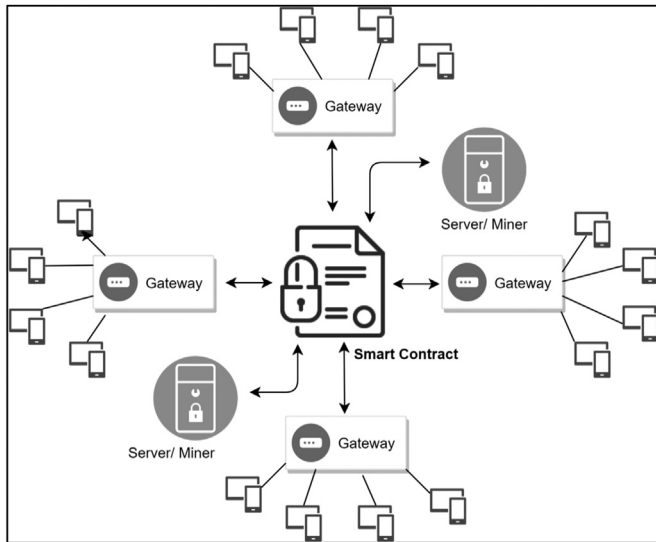 Gateway
Server/ Miner
Gateway
Gateway
Smart Contract
Server/ Miner
Gateway